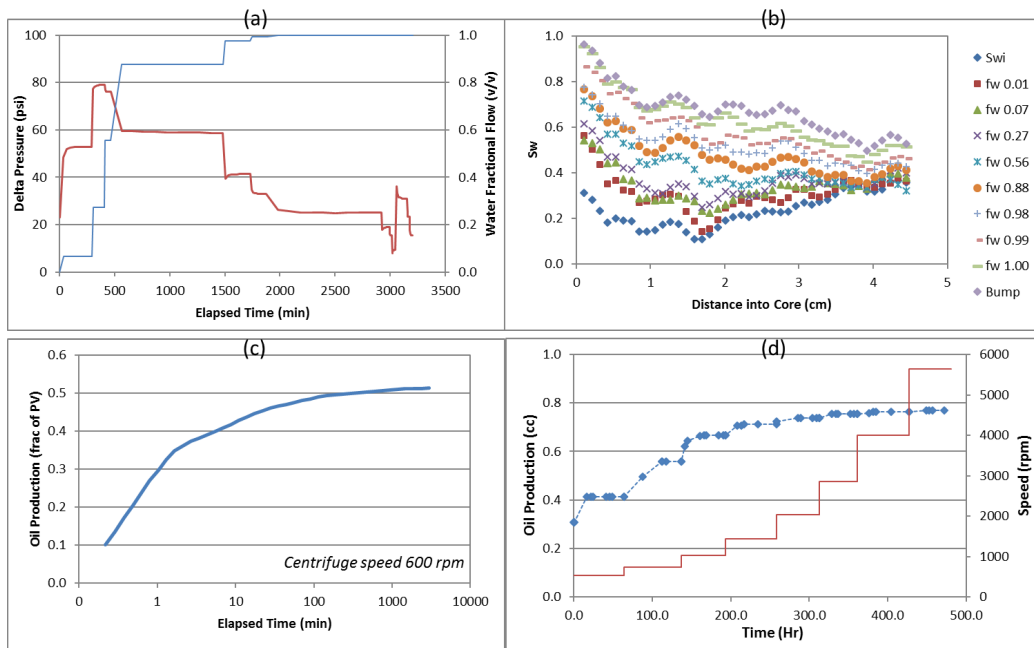 (a)
100
80
60
40
20
0
Delta Pressure (psi)
1.0
0.8
0.6
0.4
0.2
0.0
Water Fractional Flow (v/v)
0 500 1000 1500 2000 2500 3000 3500
Elapsed Time (min)
(b)
1.0
0.8
0.6
0.4
0.2
0.0
Sw
0 1 2 3 4 5
Distance into Core (cm)
Swi
fw 0.01
fw 0.07
fw 0.27
fw 0.56
fw 0.88
fw 0.98
fw 0.99
fw 1.00
Bump
(c)
0.6
0.5
0.4
0.3
0.2
0.1
0.0
Oil Production (frac of PV)
Centrifuge speed 600 rpm
1 10 100 1000 10000
Elapsed Time (min)
(d)
1.0
0.8
0.6
0.4
0.2
0.0
Oil Production (cc)
6000
5000
4000
3000
2000
1000
0
Speed (rpm)
0.0 100.0 200.0 300.0 400.0 500.0
Time (Hr)